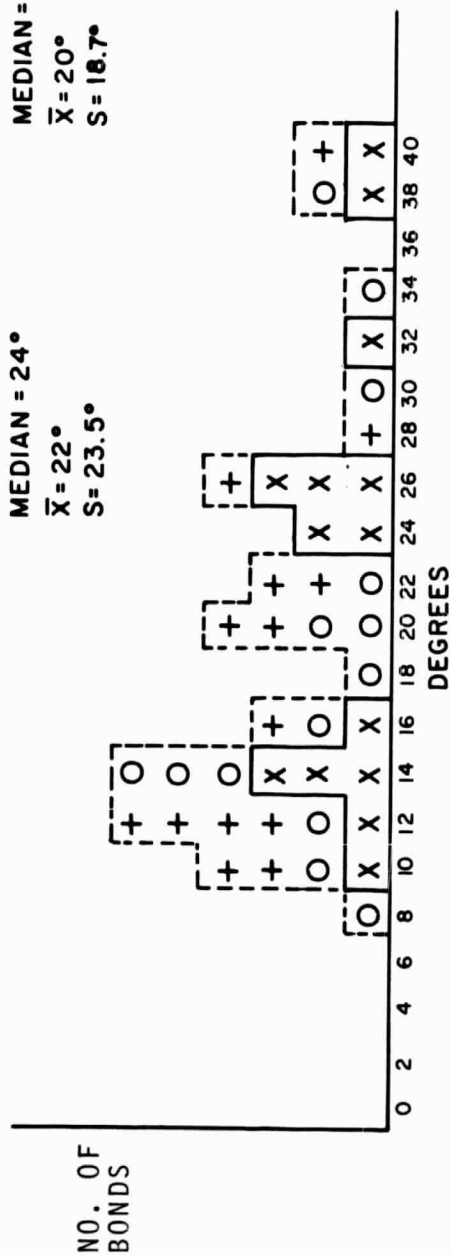 NO. OF
BONDS
MEDIAN = 24°
X̄ = 22°
S= 23.5°
MEDIAN =
X̄ = 20°
S = 18.7°
0 2 4 6 8 10 12 14 16 18 20 22 24 26 28 30 32 34 36 38 40
DEGREES